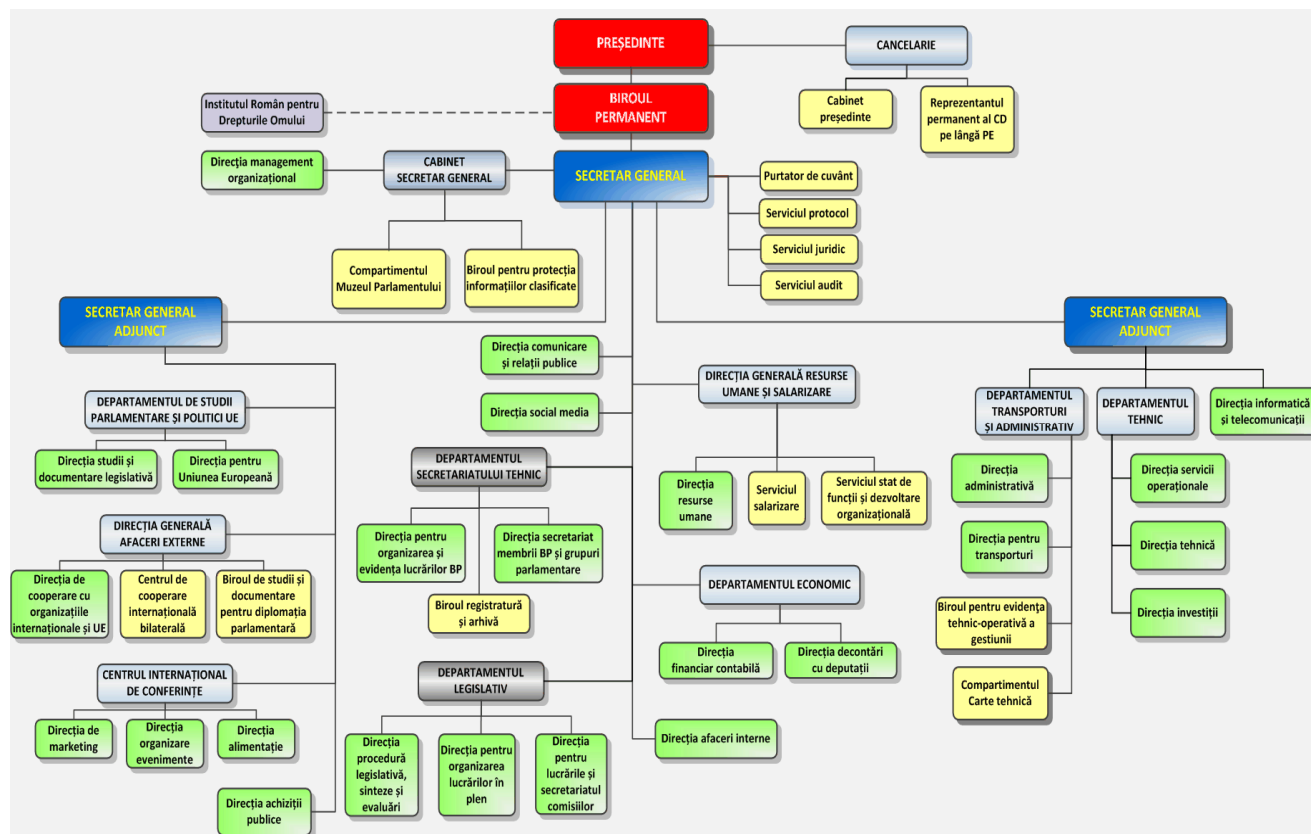 PREȘEDINTE
CANCELARIE
BIROUL
PERMANENT
Institutul Român pentru
Drepturile Omului
Cabinet
președinte
Reprezentantul
permanent al CD
pe lângă PE
Direcția management
organizațional
CABINET
SECRETAR GENERAL
SECRETAR GENERAL
Purtator de cuvânt
Serviciul protocol
Serviciul juridic
Serviciul audit
Compartimentul
Muzeul Parlamentului
Biroul pentru protecția
informațiilor clasificate
SECRETAR GENERAL
ADJUNCT
SECRETAR GENERAL
ADJUNCT
Direcția comunicare
și relații publice
Direcția social media
DIRECȚIA GENERALĂ RESURSE
UMANE ȘI SALARIZARE
Direcția
resurse
umane
Serviciul
salarizare
Serviciul stat de
funcții și dezvoltare
organizațională
DEPARTAMENTUL DE STUDII
PARLAMENTARE ȘI POLITICI UE
Direcția studii și
documentare legislativă
Direcția pentru
Uniunea Europeană
DEPARTAMENTUL
SECRETARIATULUI TEHNIC
Direcția pentru
organizarea și
evidența lucrărilor BP
Direcția secretariat
membrii BP și grupuri
parlamentare
Biroul registratură
și arhivă
DEPARTAMENTUL
TRANSPORTURI
ȘI ADMINISTRATIV
DEPARTAMENTUL
TEHNIC
Direcția informatică
și telecomunicații
Direcția
administrativă
Direcția pentru
transporturi
Biroul pentru evidența
tehnic-operativă a
gestiunii
Compartimentul
Carte tehnică
Direcția servicii
operaționale
Direcția tehnică
Direcția investiții
DIRECȚIA GENERALĂ
AFACERI EXTERNE
Direcția de
cooperare cu
organizațiile
internaționale și UE
Centrul de
cooperare
internațională
bilaterală
Biroul de studii și
documentare
pentru diplomația
parlamentară
DEPARTAMENTUL ECONOMIC
Direcția
financiar contabilă
Direcția decontări
cu deputații
CENTRUL INTERNAȚIONAL
DE CONFERINȚE
Direcția de
marketing
Direcția
organizare
evenimente
Direcția
alimentație
DEPARTAMENTUL
LEGISLATIV
Direcția
procedură
legislativă,
sinteze și
evaluări
Direcția pentru
organizarea
lucrărilor în
plen
Direcția
pentru
lucrările și
secretariatul
comisiilor
Direcția afaceri interne
Direcția achiziții
publice